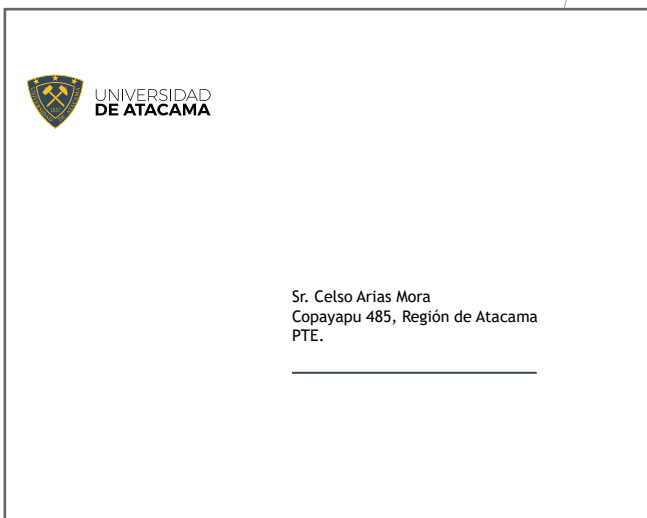 UNIVERSIDAD
DE ATACAMA
Sr. Celso Arias Mora
Copayapu 485, Región de Atacama
PTE.